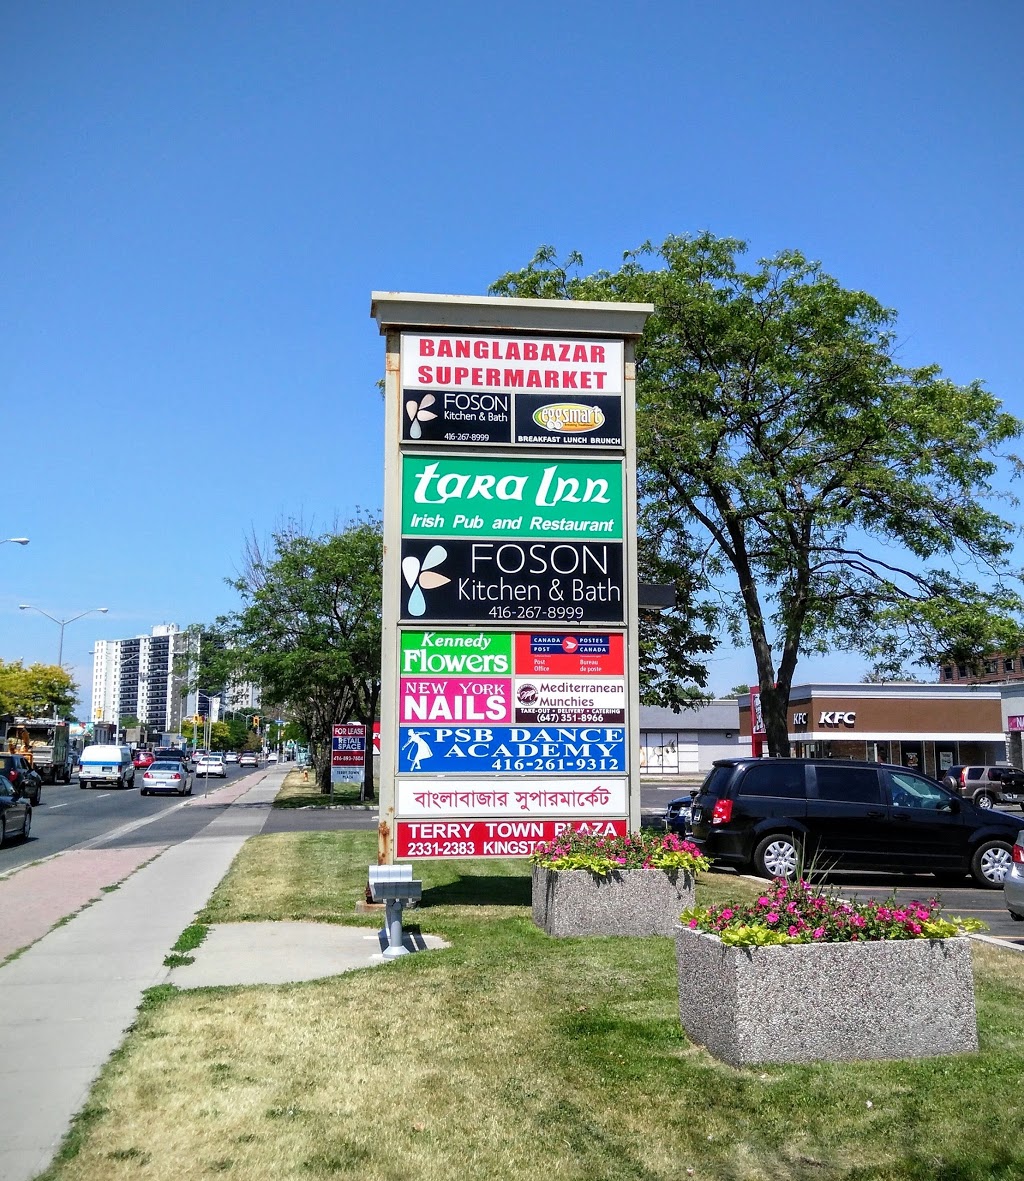 BANGLABAZAR
SUPERMARKET
FOSON
Kitchen & Bath
416-267-8999
eggsmart
BREAKFAST LUNCH BRUNCH
tara Inn
Irish Pub and Restaurant
FOSON
Kitchen & Bath
416-267-8999
Kennedy
Flowers
CANADA POSTES
POST CANADA
Post Office
Bureau de poste
NEW YORK
NAILS
Mediterranean
Munchies
TAKE-OUT • DELIVERY • CATERING
(647) 351-8966
PSB DANCE
ACADEMY
416-261-9312
বাংলাবাজার সুপারমার্কেট
TERRY TOWN PLAZA
2331-2383
FOR LEASE
RETAIL
SPACE
KFC
KFC